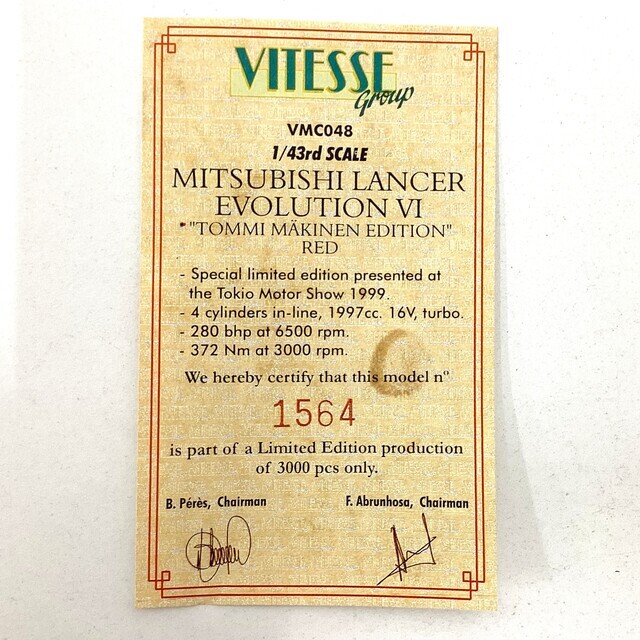 VITESSE
Group
VMC048
1/43rd SCALE
MITSUBISHI LANCER
EVOLUTION VI
"TOMMI MÄKINEN EDITION"
RED
- Special limited edition presented at
the Tokio Motor Show 1999.
- 4 cylinders in-line, 1997cc. 16V, turbo.
- 280 bhp at 6500 rpm.
- 372 Nm at 3000 rpm.
We hereby certify that this model nº
1564
is part of a Limited Edition production
of 3000 pcs only.
B. Pérès, Chairman F. Abrunhosa, Chairman